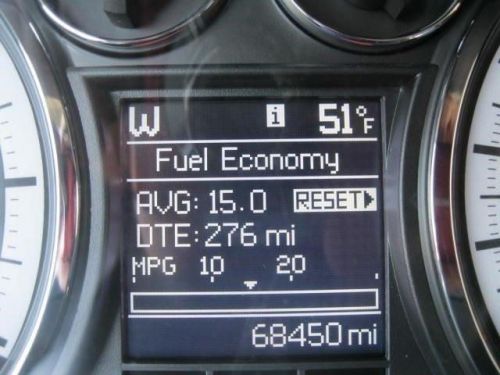 W i 51°F
Fuel Economy
AVG: 15.0 RESET
DTE: 276 mi
MPG 10 20
68450 mi